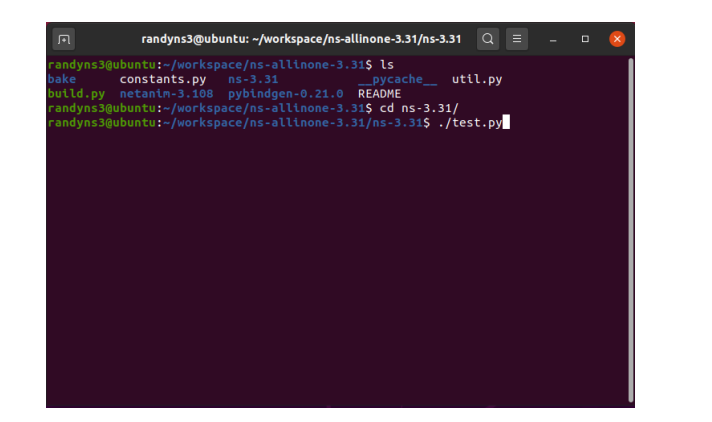 randyns3@ubuntu: ~/workspace/ns-allinone-3.31/ns-3.31
randyns3@ubuntu:~/workspace/ns-allinone-3.31$ ls
bake constants.py ns-3.31 __pycache__ util.py
build.py netanim-3.108 pybindgen-0.21.0 README
randyns3@ubuntu:~/workspace/ns-allinone-3.31$ cd ns-3.31/
randyns3@ubuntu:~/workspace/ns-allinone-3.31/ns-3.31$ ./test.py